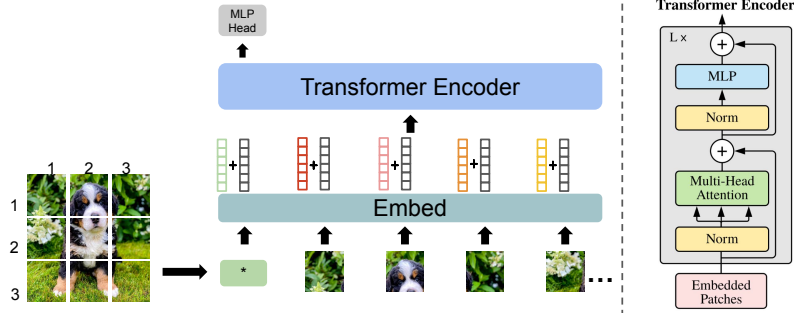 MLP
Head
Transformer Encoder
+ + + + +
Embed
*
...
1 2 3
1
2
3
Transformer Encoder
L ×
+
MLP
Norm
+
Multi-Head
Attention
Norm
Embedded
Patches